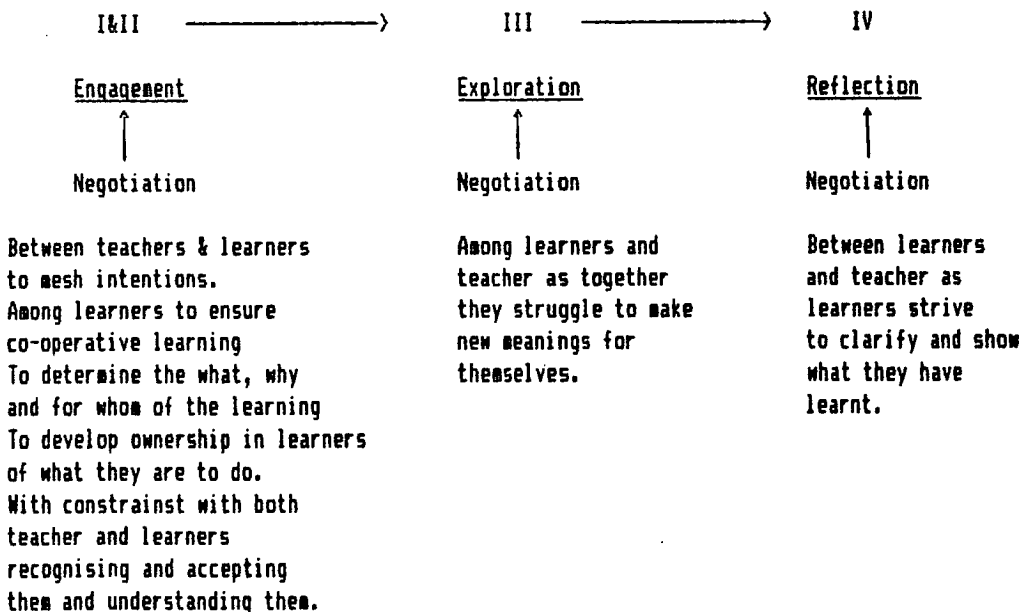 I&II III IV
Engagement Exploration Reflection
Negotiation Negotiation Negotiation
Between teachers & learners
to mesh intentions.
Among learners to ensure
co-operative learning
To determine the what, why
and for whom of the learning
To develop ownership in learners
of what they are to do.
With constrainst with both
teacher and learners
recognising and accepting
them and understanding them.
Among learners and
teacher as together
they struggle to make
new meanings for
themselves.
Between learners
and teacher as
learners strive
to clarify and show
what they have
learnt.